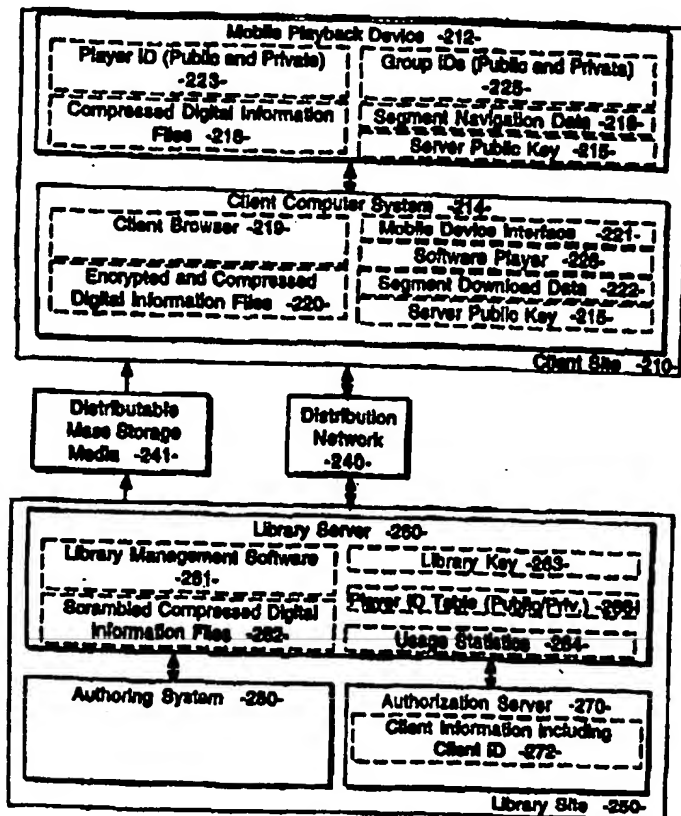 Mobile Playback Device -212-
Player ID (Public and Private)
-223-
Group IDs (Public and Private)
-225-
Compressed Digital Information
Files -216-
Segment Navigation Data
Server Public Key -215-
Client Computer System -214-
Client Browser -219-
Mobile Device Interface -221-
Software Player -226-
Encrypted and Compressed
Digital Information Files -220-
Segment Download Data -222-
Server Public Key -215-
Client Site -210-
Distributable
Mass Storage
Media -241-
Distribution
Network
-240-
Library Server -260-
Library Management Software
-261-
Library Key -263-
Player ID Table (Public/Priv.)
Scrambled Compressed Digital
Information Files -262-
Usage Statistics -264-
Authoring System
Authorization Server -270-
Client Information Including
Client ID -272-
Library Site -250-